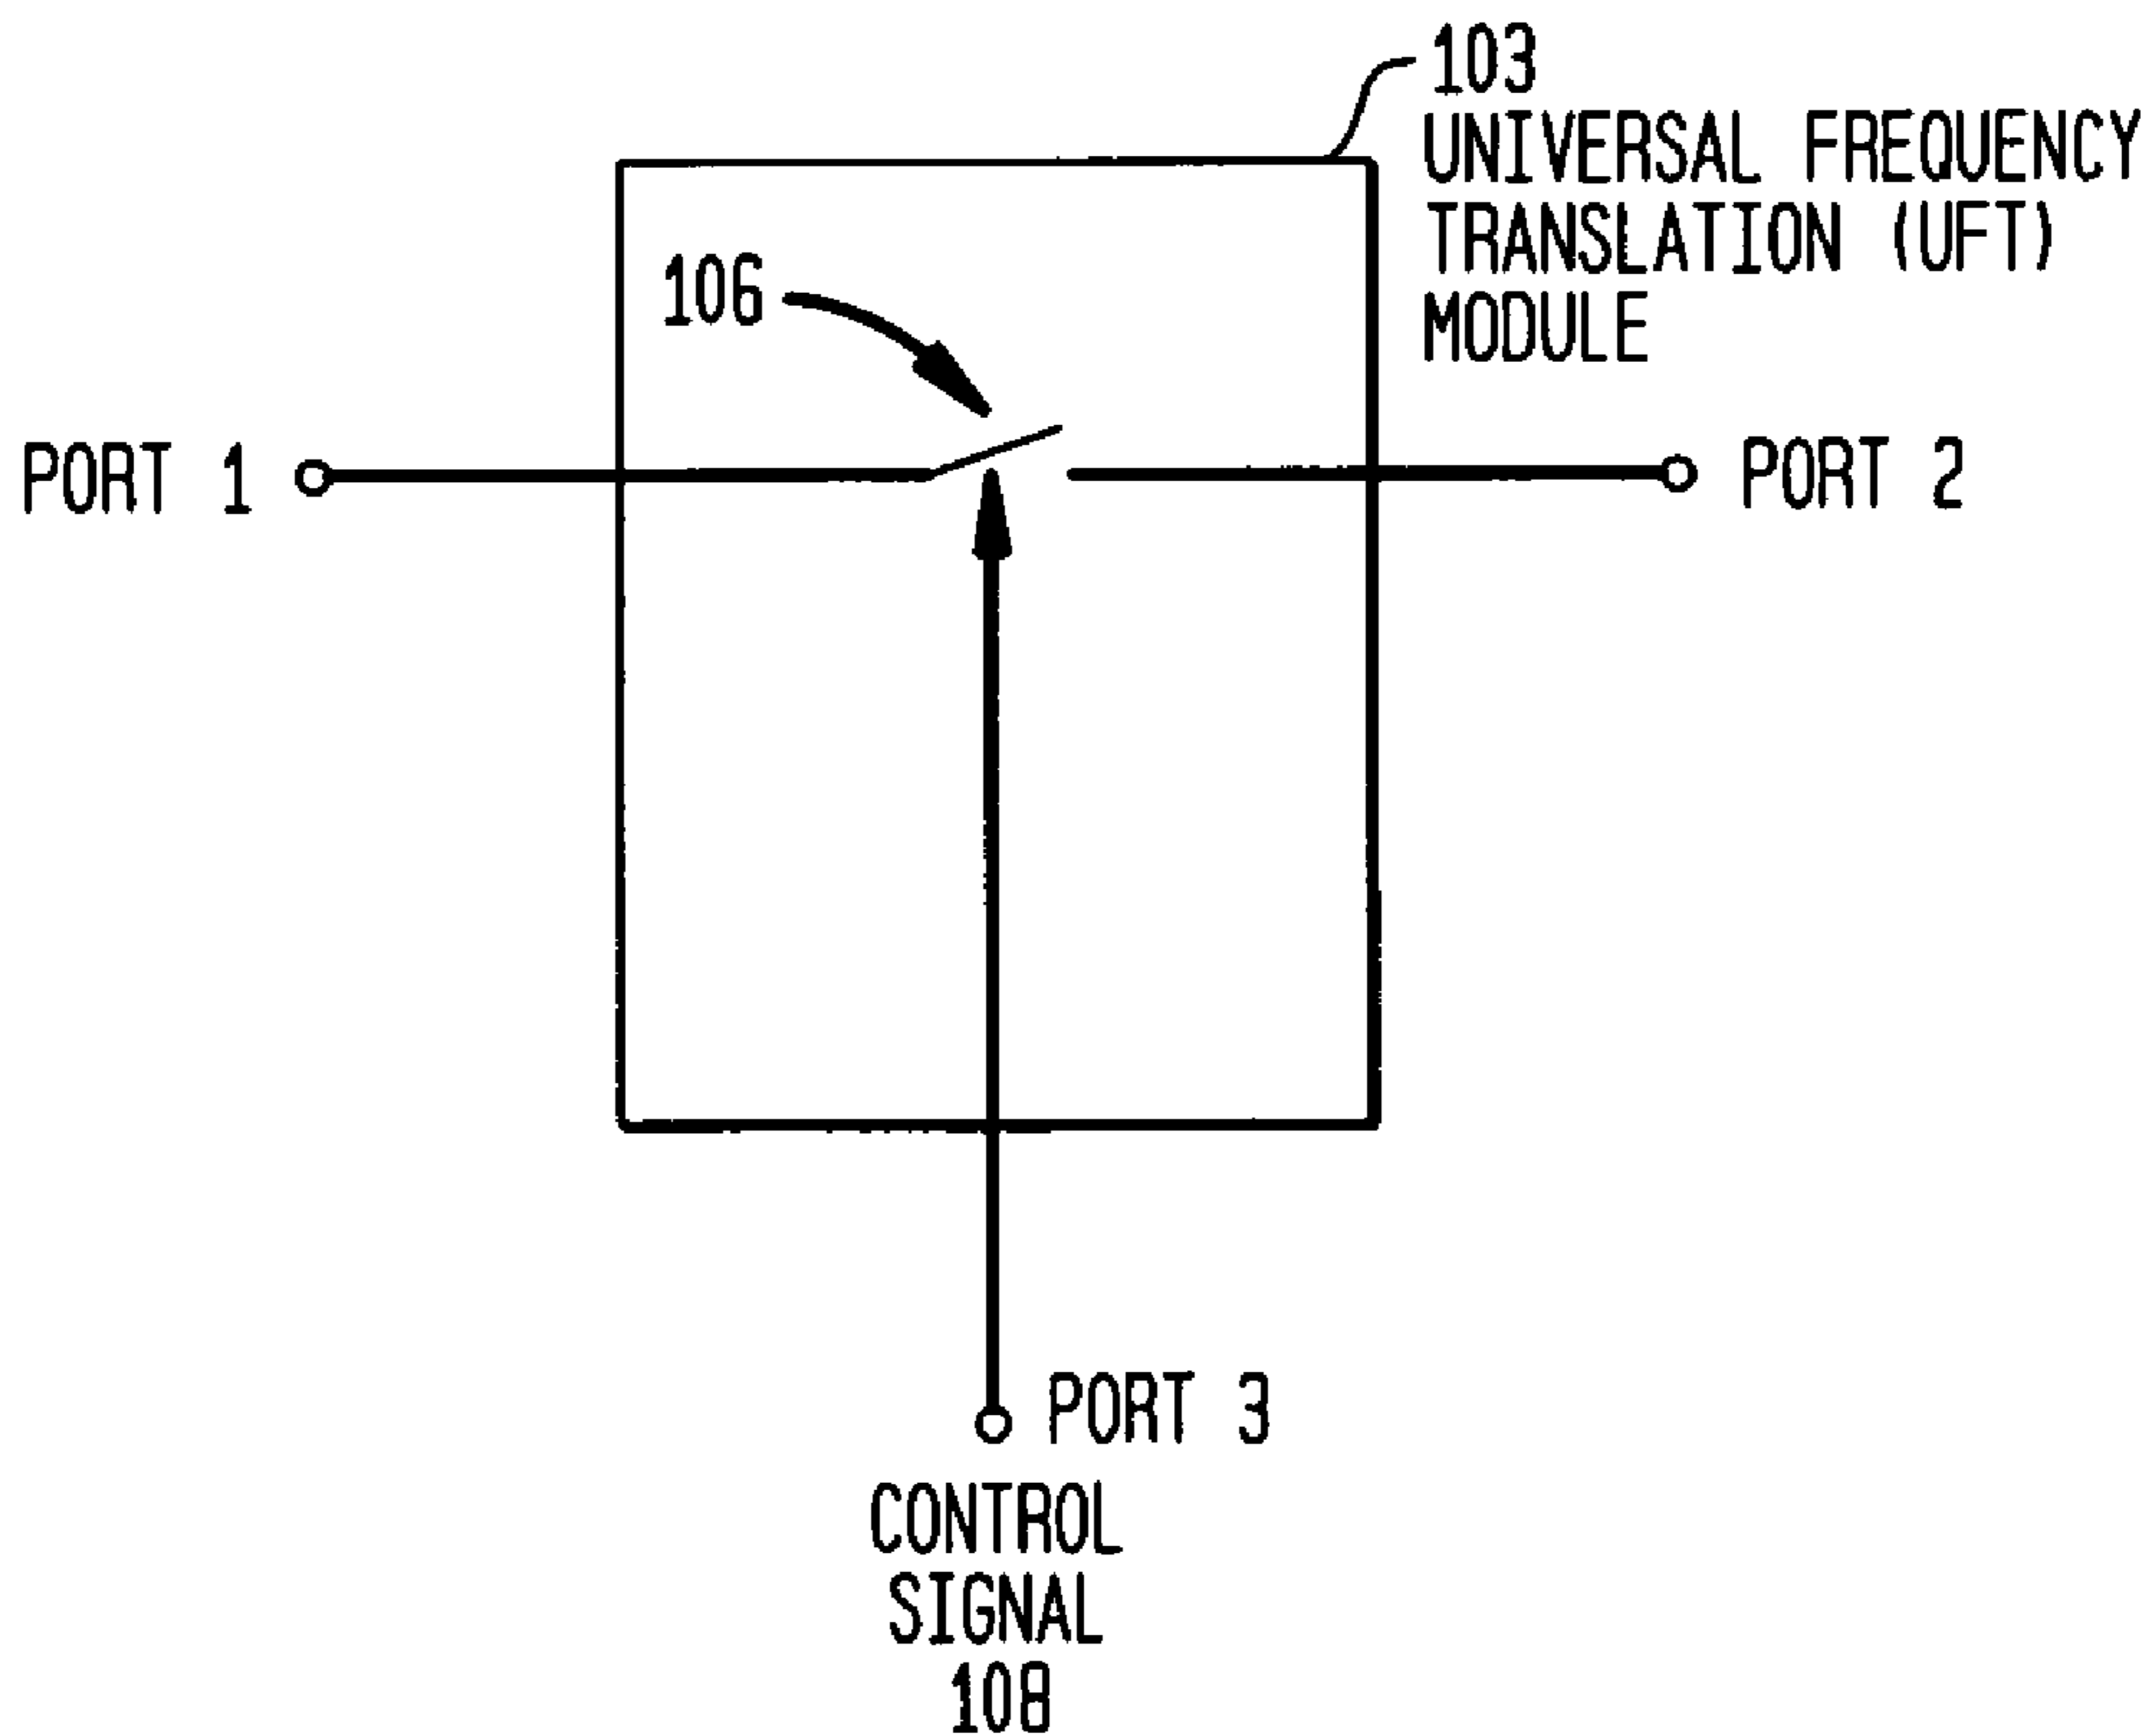 103
UNIVERSAL FREQUENCY
TRANSLATION (UFT)
MODULE
106
PORT 1
PORT 2
PORT 3
CONTROL
SIGNAL
108